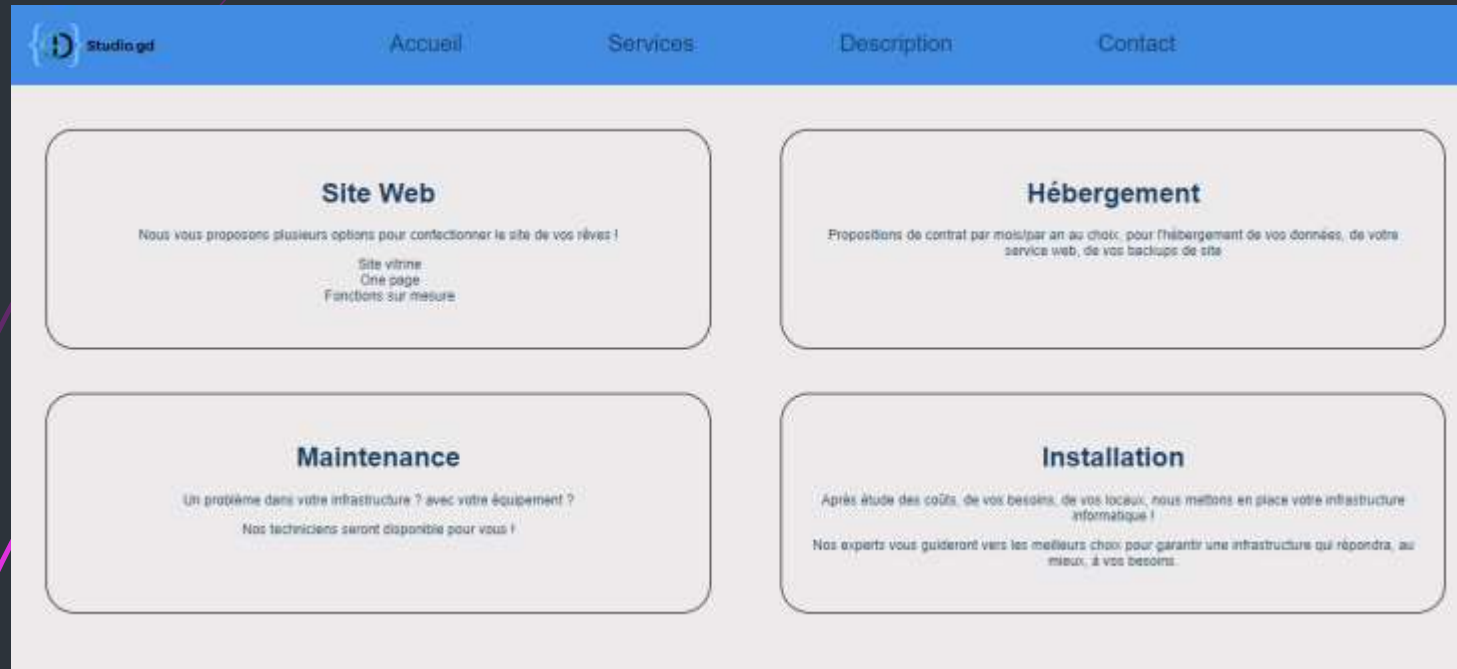 Studio.gd
Accueil
Services
Description
Contact
Site Web
Nous vous proposons plusieurs options pour confectionner le site de vos rêves !
Site vitrine
One page
Fonctions sur mesure
Hébergement
Propositions de contrat par mois/par an au choix, pour l'hébergement de vos données, de votre
service web, de vos backups de site
Maintenance
Un problème dans votre infrastructure ? avec votre équipement ?
Nos techniciens seront disponible pour vous !
Installation
Après étude des coûts, de vos besoins, de vos locaux, nous mettons en place votre infrastructure
informatique !
Nos experts vous guideront vers les meilleurs choix pour garantir une infrastructure qui répondra, au
mieux, à vos besoins.